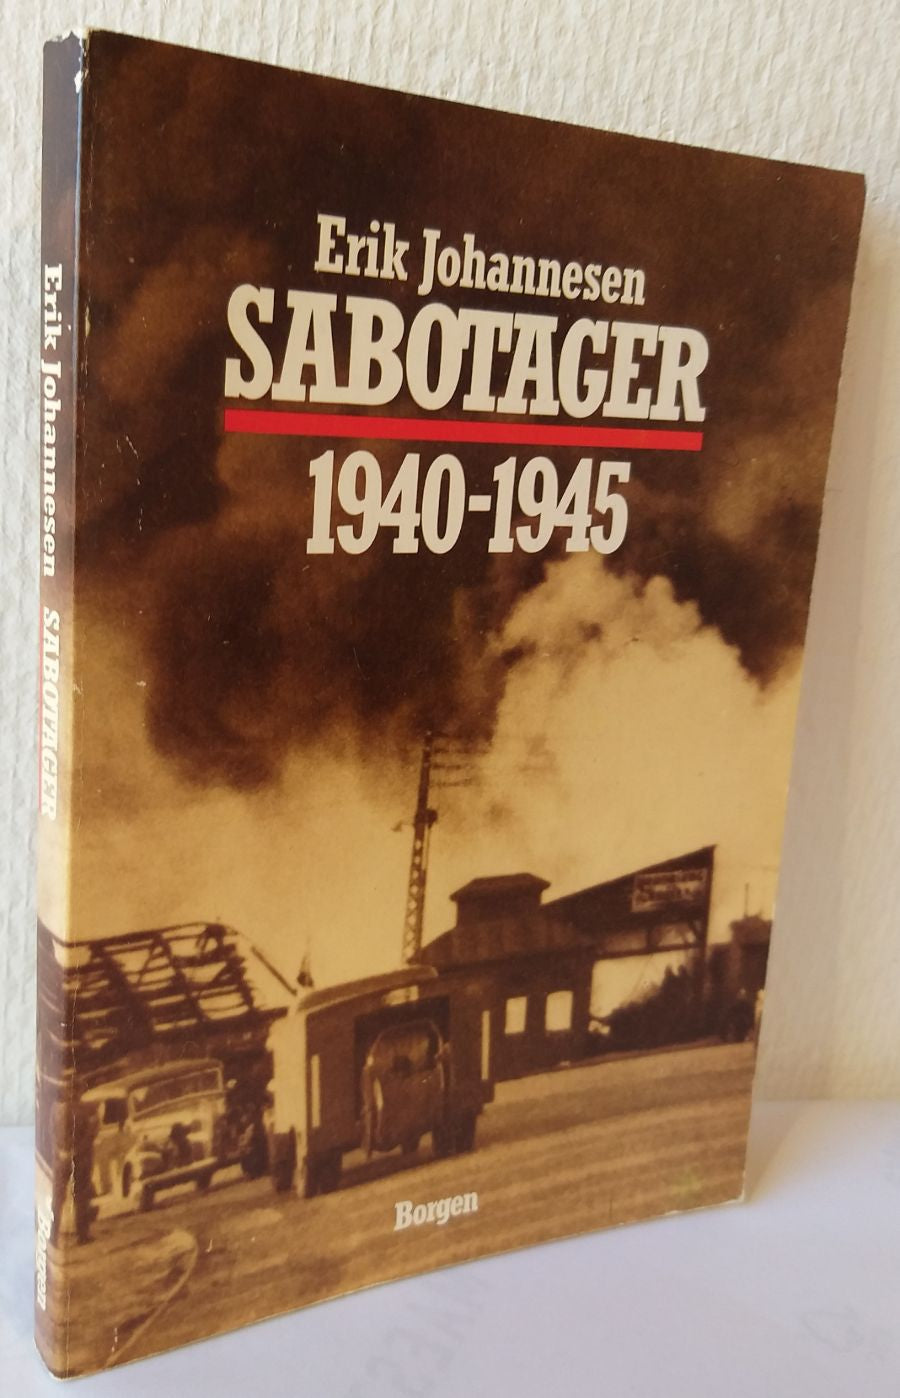 Erik Johannesen
SABOTAGER
1940-1945
Borgen
Erik Johannesen SABOTAGER
Borgen